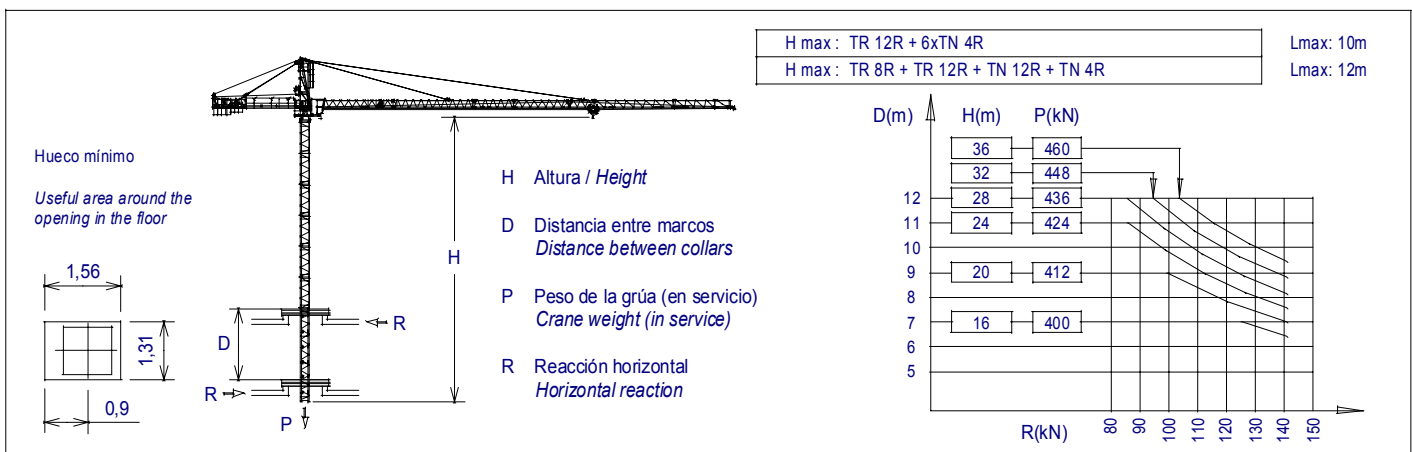 H max : TR 12R + 6xTN 4R
Lmax: 10m
H max : TR 8R + TR 12R + TN 12R + TN 4R
Lmax: 12m
Hueco mínimo
Useful area around the
opening in the floor
1,56
1,31
0,9
H
D
R
R
P
H Altura / Height
D Distancia entre marcos
Distance between collars
P Peso de la grúa (en servicio)
Crane weight (in service)
R Reacción horizontal
Horizontal reaction
D(m) H(m) P(kN)
36 460
32 448
12 28 436
11 24 424
10
9 20 412
8
7 16 400
6
5
R(kN) 80 90 100 110 120 130 140 150